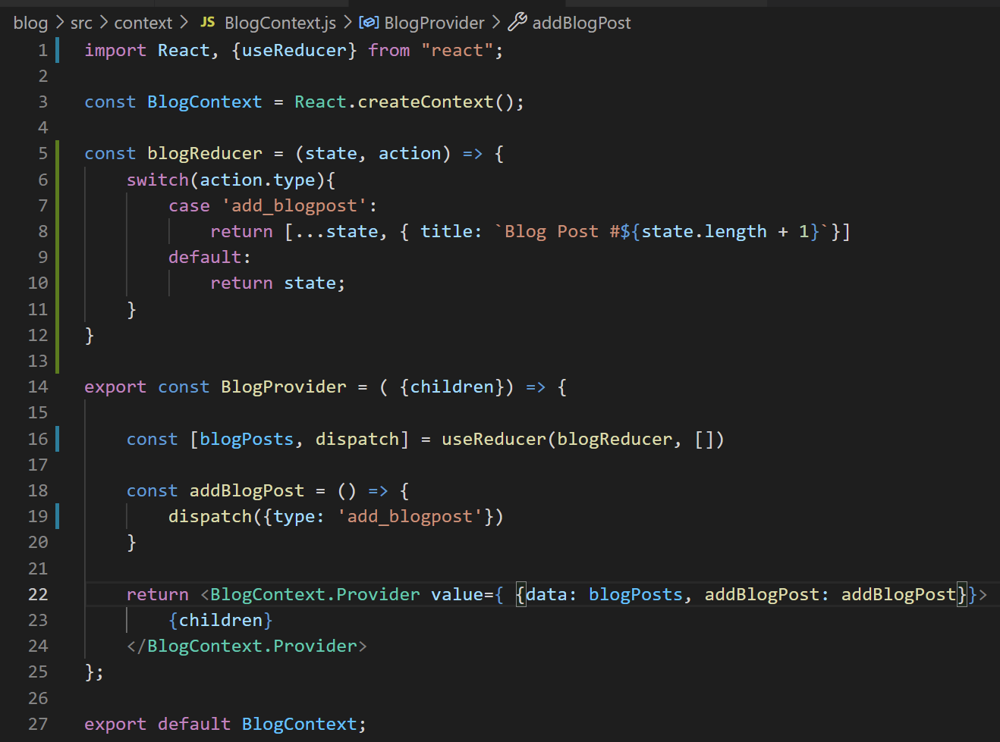 blog > src > context > JS BlogContext.js > BlogProvider > addBlogPost
1 import React, {useReducer} from "react";
2
3 const BlogContext = React.createContext();
4
5 const blogReducer = (state, action) => {
6     switch(action.type){
7         case 'add_blogpost':
8             return [...state, { title: `Blog Post #${state.length + 1}`}]
9         default:
10             return state;
11     }
12 }
13
14 export const BlogProvider = ( {children}) => {
15
16     const [blogPosts, dispatch] = useReducer(blogReducer, [])
17
18     const addBlogPost = () => {
19         dispatch({type: 'add_blogpost'})
20     }
21
22     return <BlogContext.Provider value={ {data: blogPosts, addBlogPost: addBlogPost}}>
23         {children}
24     </BlogContext.Provider>
25 };
26
27 export default BlogContext;